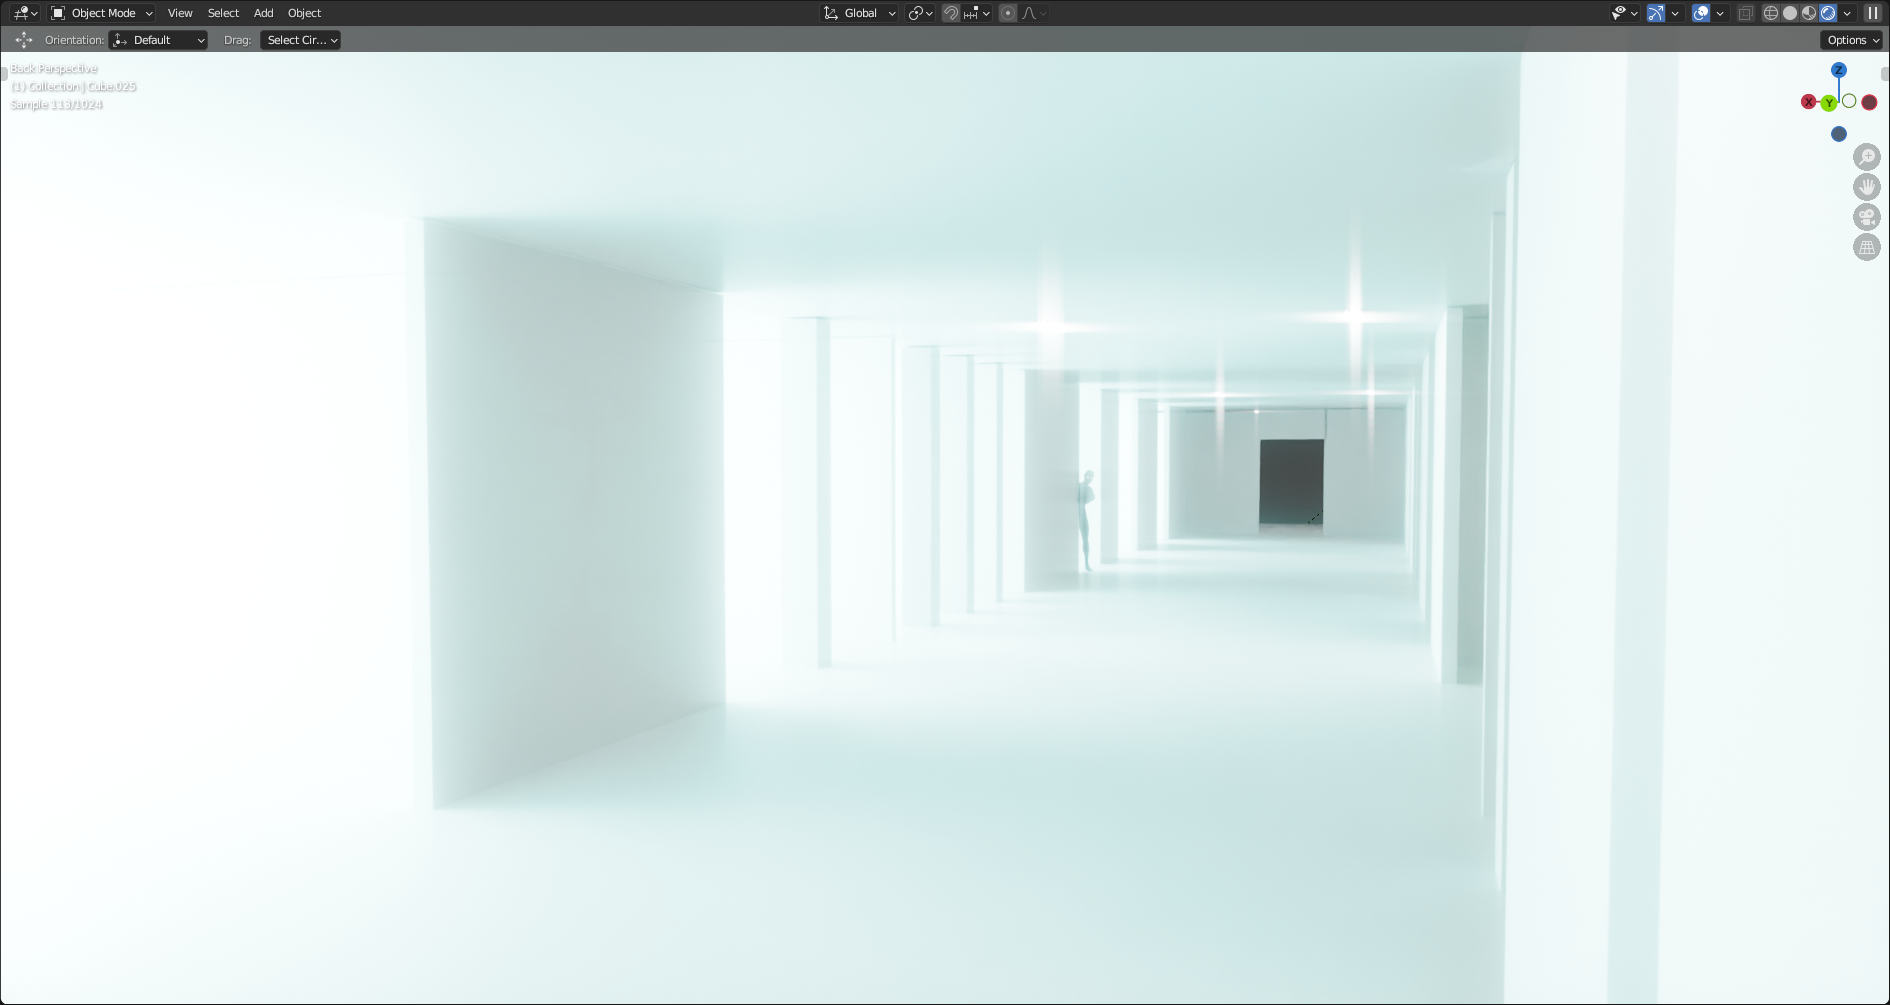 Object Mode View Select Add Object Global
Orientation: Default Drag: Select Cir... Options
Back Perspective
(1) Collection | Cube.025
Sample 113/1024
Z
X Y